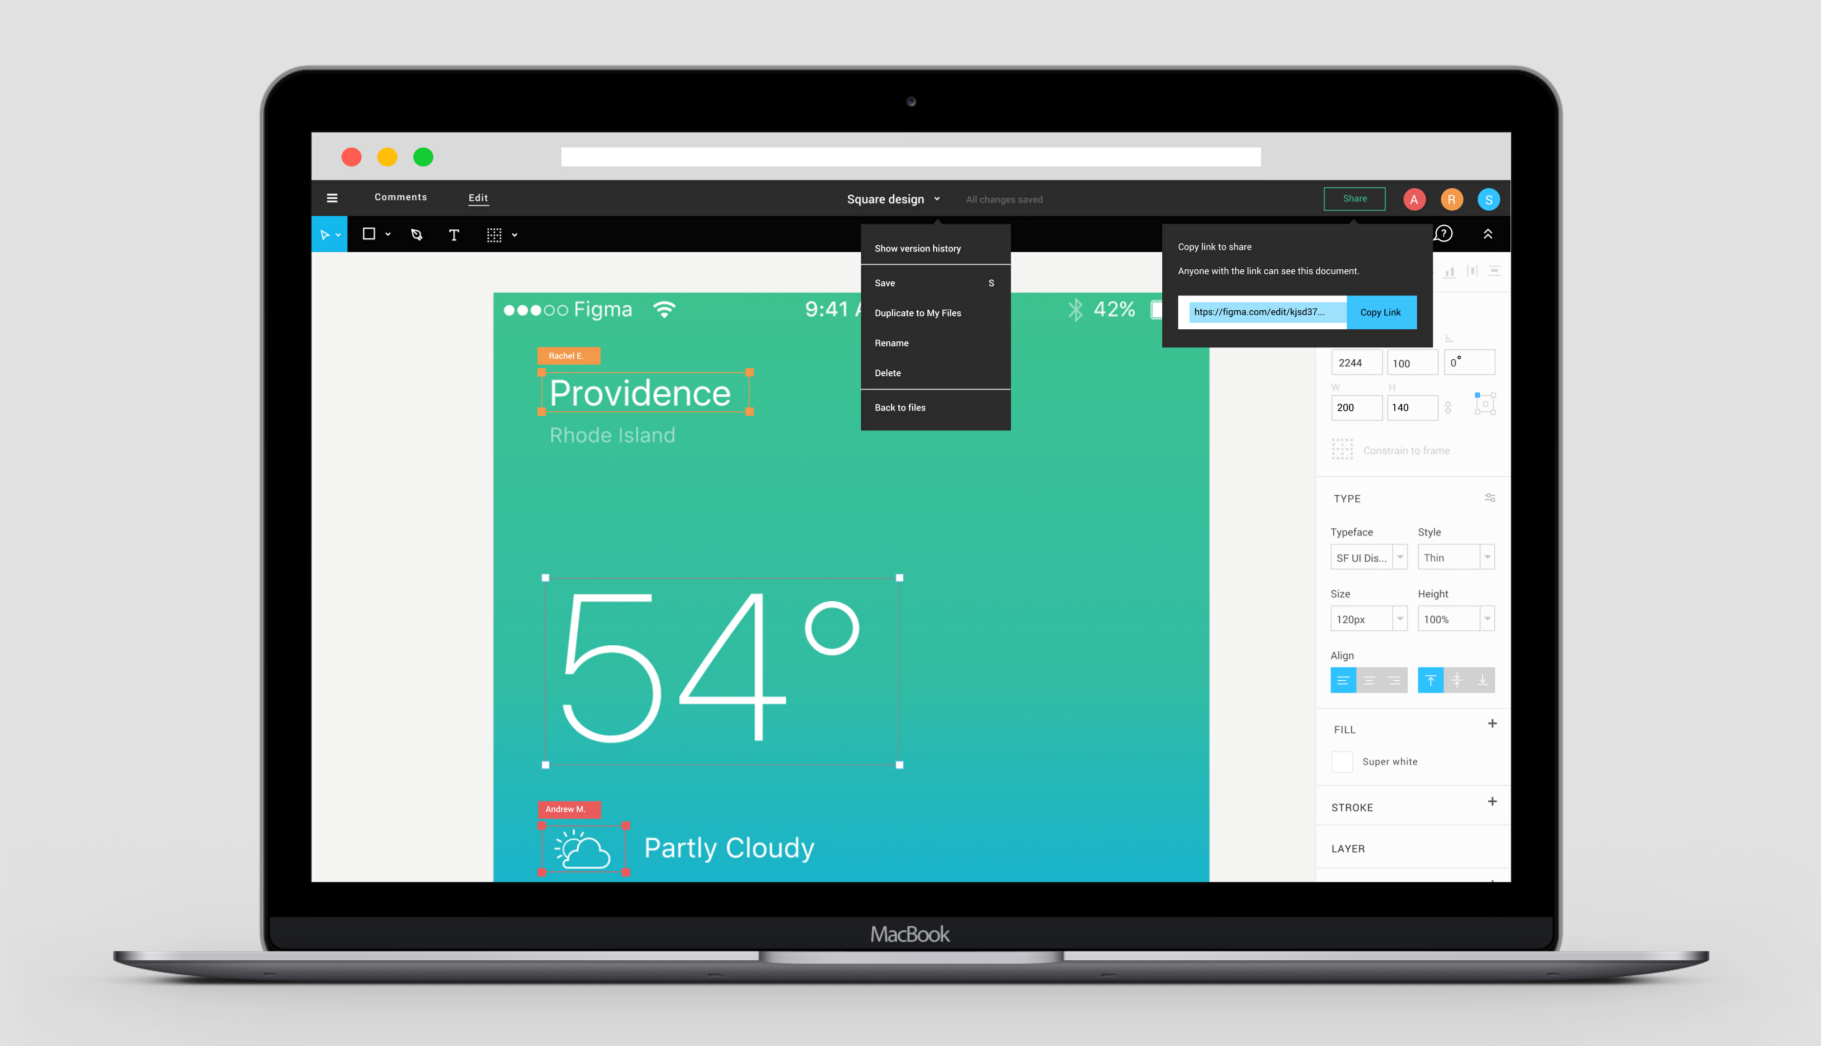 Comments Edit Square design All changes saved Share A R S
T ?
Show version history
Save S
Duplicate to My Files
Rename
Delete
Back to files
Copy link to share
Anyone with the link can see this document.
htps://figma.com/edit/kjsd37... Copy Link
Figma 9:41 42%
Rachel E.
Providence
Rhode Island
54°
Andrew M.
Partly Cloudy
2244 100 0°
W H
200 140
Constrain to frame
TYPE
Typeface Style
SF UI Dis... Thin
Size Height
120px 100%
Align
FILL
Super white
STROKE
LAYER
MacBook